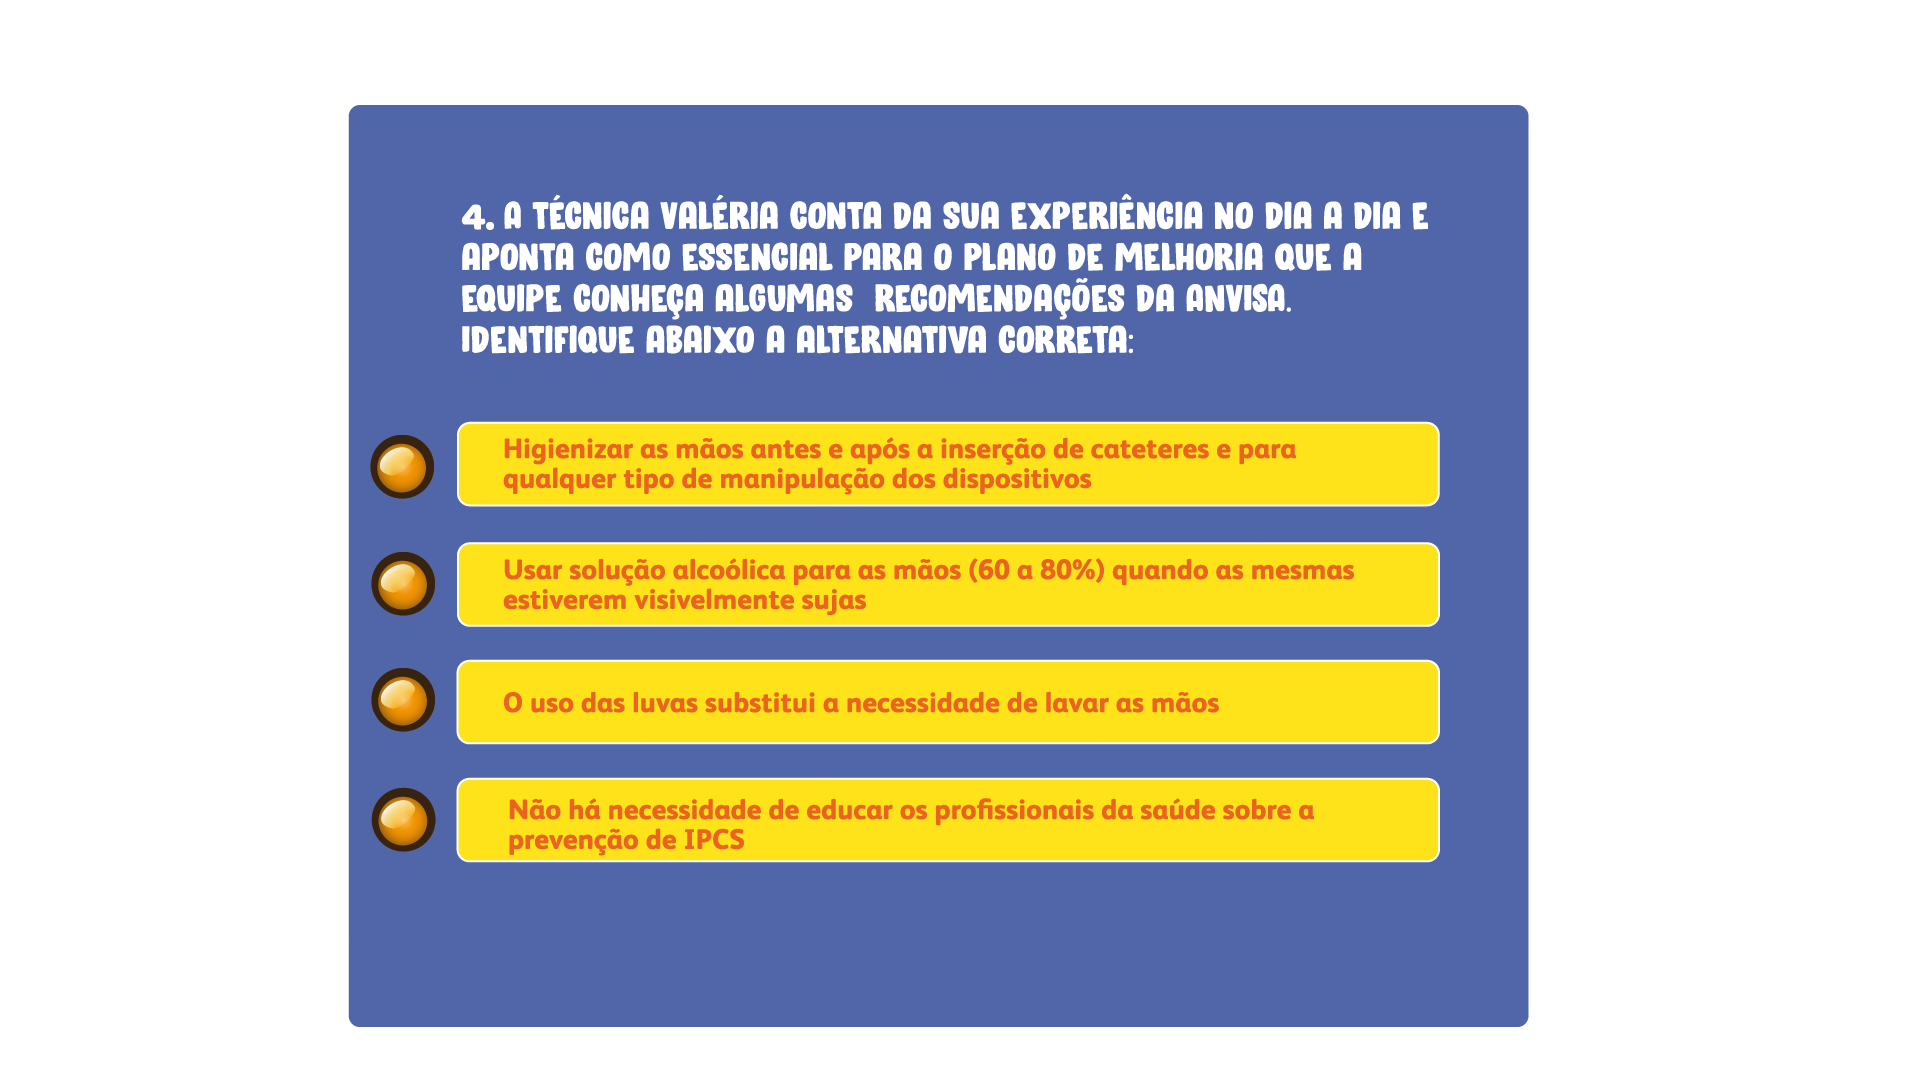 4. A TÉCNICA VALÉRIA CONTA DA SUA EXPERIÊNCIA NO DIA A DIA E
APONTA COMO ESSENCIAL PARA O PLANO DE MELHORIA QUE A
EQUIPE CONHEÇA ALGUMAS RECOMENDAÇÕES DA ANVISA.
IDENTIFIQUE ABAIXO A ALTERNATIVA CORRETA:
Higienizar as mãos antes e após a inserção de cateteres e para
qualquer tipo de manipulação dos dispositivos
Usar solução alcoólica para as mãos (60 a 80%) quando as mesmas
estiverem visivelmente sujas
O uso das luvas substitui a necessidade de lavar as mãos
Não há necessidade de educar os profissionais da saúde sobre a
prevenção de IPCS